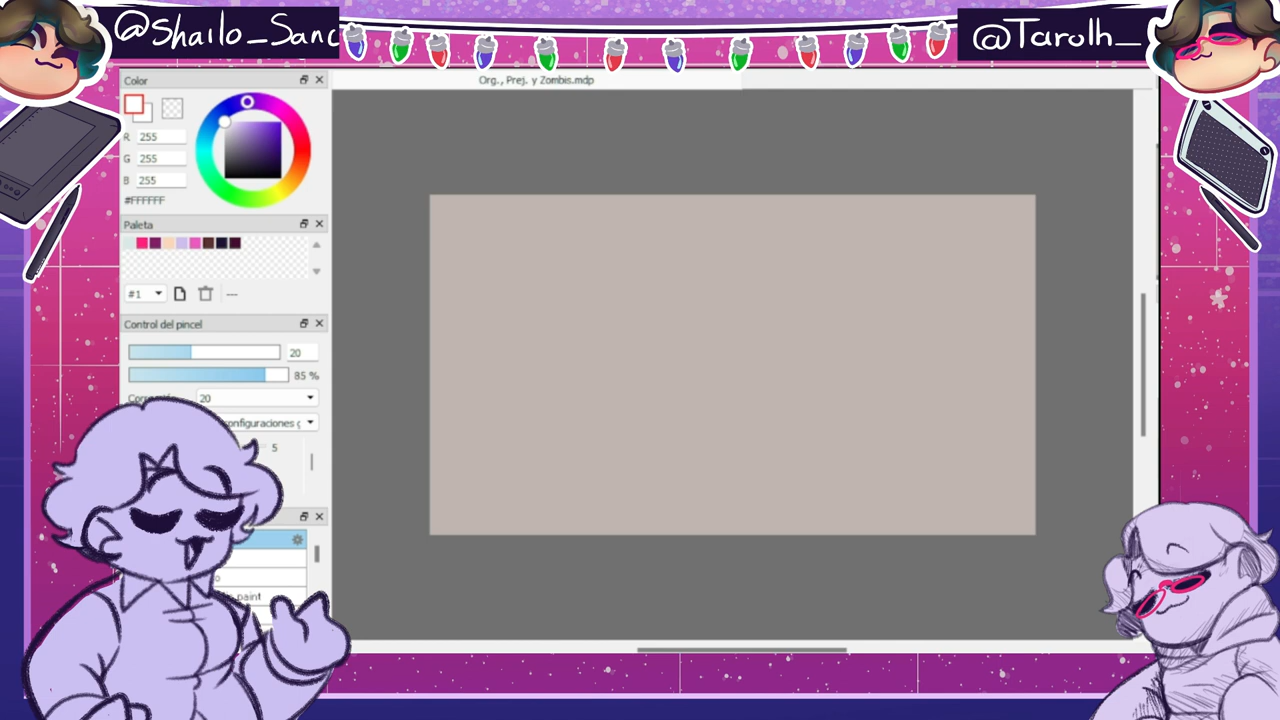 @Shailo_Sanc
@Tarolh_
Color
Org., Prej. y Zombis.mdp
R 255
G 255
B 255
#FFFFFF
Paleta
#1
---
Control del pincel
20
85 %
20
onfiguraciones g
5
paint